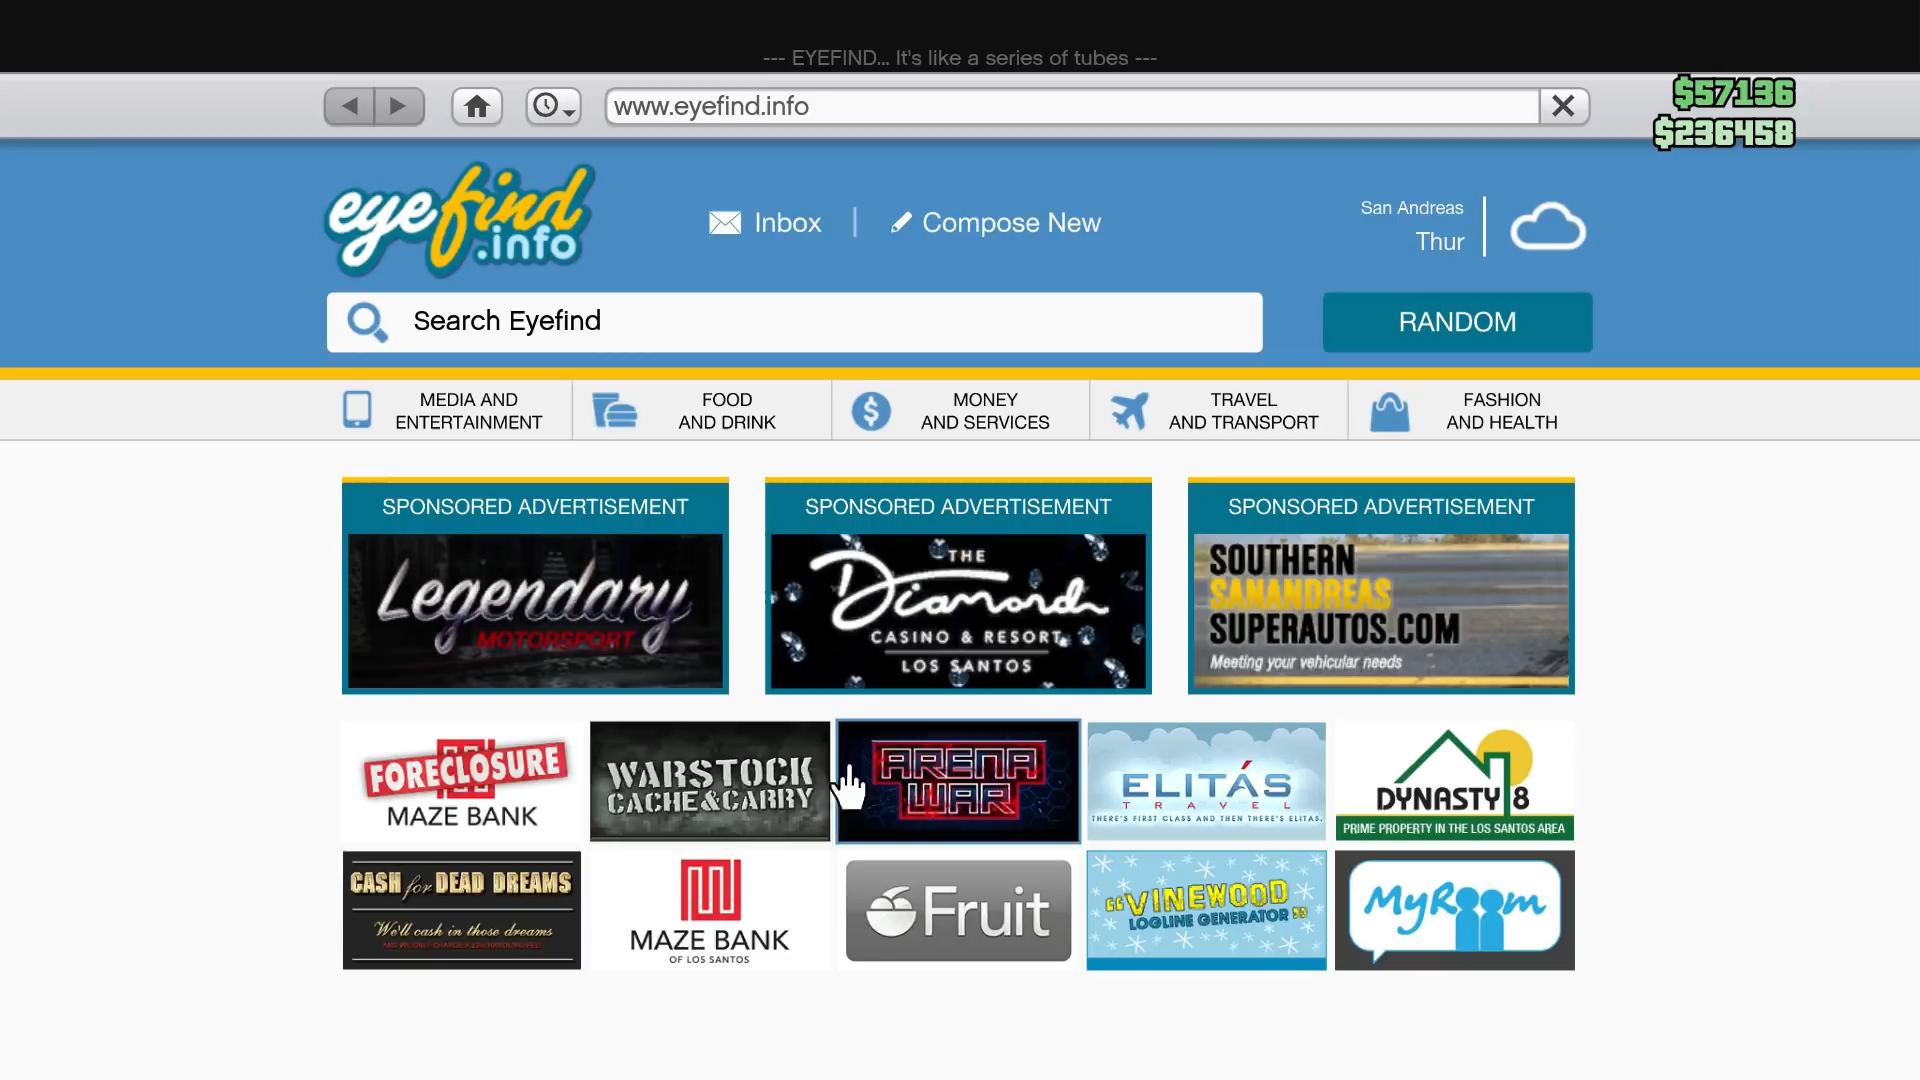 --- EYEFIND... It's like a series of tubes ---
www.eyefind.info
$57136
$236458
eyefind.info
Inbox
Compose New
San Andreas
Thur
Search Eyefind
RANDOM
MEDIA AND
ENTERTAINMENT
FOOD
AND DRINK
MONEY
AND SERVICES
TRAVEL
AND TRANSPORT
FASHION
AND HEALTH
SPONSORED ADVERTISEMENT
Legendary
MOTORSPORT
SPONSORED ADVERTISEMENT
THE
Diamond
CASINO & RESORT
LOS SANTOS
SPONSORED ADVERTISEMENT
SOUTHERN
SANANDREAS
SUPERAUTOS.COM
Meeting your vehicular needs
FORECLOSURE
MAZE BANK
WARSTOCK
CACHE&CARRY
ARENA
WAR
ELITÁS
TRAVEL
THERE'S FIRST CLASS AND THEN THERE'S ELITAS.
DYNASTY 8
PRIME PROPERTY IN THE LOS SANTOS AREA
CASH for DEAD DREAMS
We'll cash in those dreams
MAZE BANK
OF LOS SANTOS
Fruit
"VINEWOOD
LOGLINE GENERATOR"
MyRoom